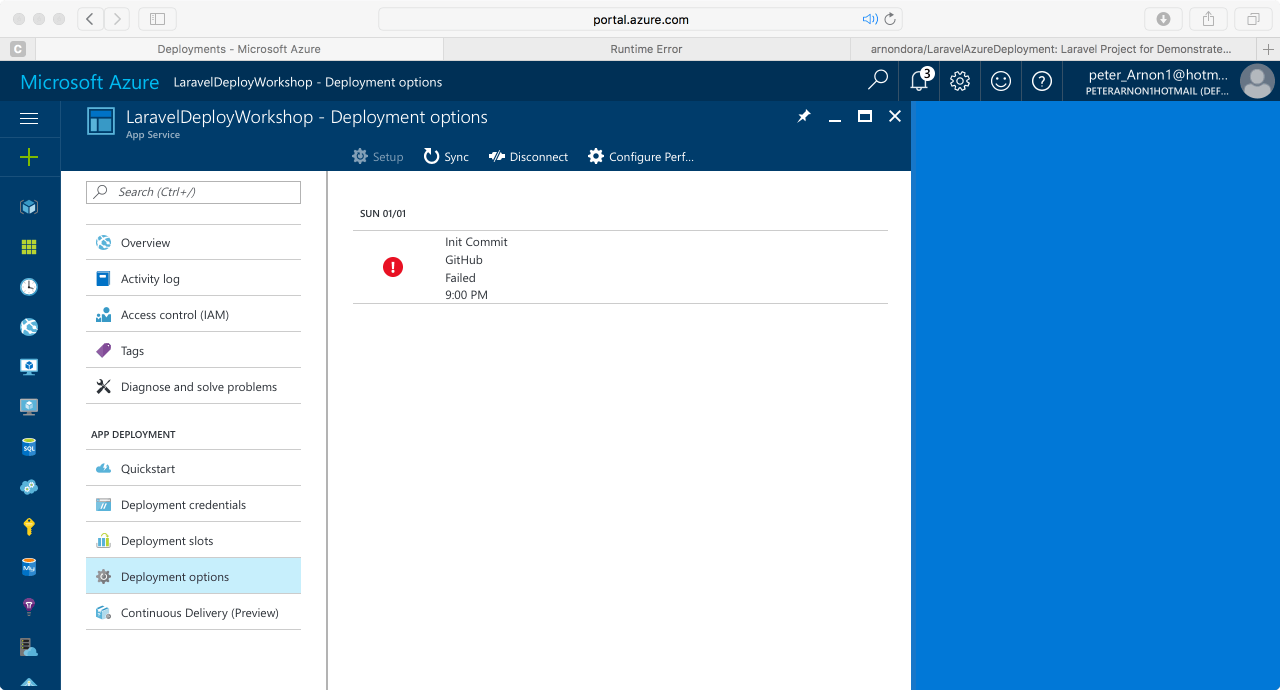 portal.azure.com
C
Deployments - Microsoft Azure
Runtime Error
arnondora/LaravelAzureDeployment: Laravel Project for Demonstrate...
Microsoft Azure
LaravelDeployWorkshop - Deployment options
3
peter_Arnon1@hotm...
PETERARNON1HOTMAIL (DEF...
LaravelDeployWorkshop - Deployment options
App Service
Setup
Sync
Disconnect
Configure Perf...
Search (Ctrl+/)
Overview
Activity log
Access control (IAM)
Tags
Diagnose and solve problems
APP DEPLOYMENT
Quickstart
Deployment credentials
Deployment slots
Deployment options
Continuous Delivery (Preview)
SUN 01/01
Init Commit
GitHub
Failed
9:00 PM
SQL
My